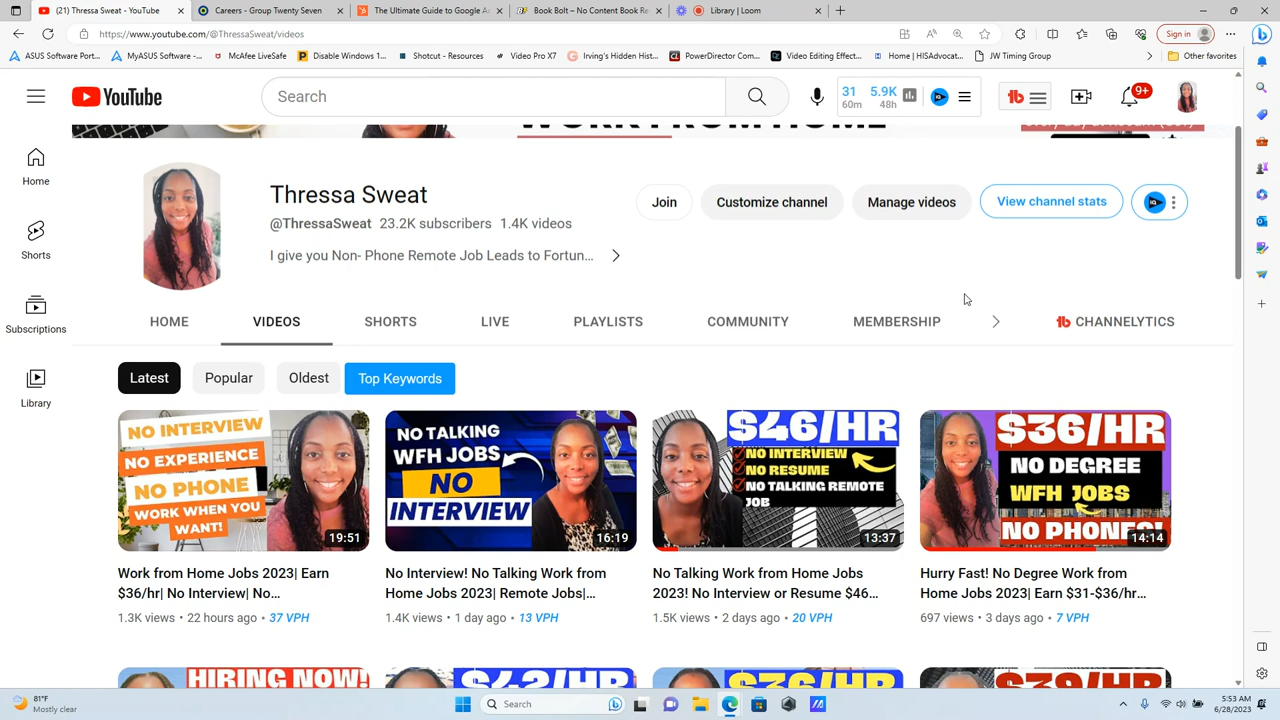 (21) Thressa Sweat - YouTube
Careers - Group Twenty Seven
The Ultimate Guide to Google A
Book Bolt – No Content Book Re
Library | Loom
https://www.youtube.com/@ThressaSweat/videos
Sign in
ASUS Software Port...
MyASUS Software -...
McAfee LiveSafe
Disable Windows 1...
Shotcut - Resources
Video Pro X7
Irving's Hidden Hist...
PowerDirector Com...
Video Editing Effect...
Home | HISAdvocat...
JW Timing Group
Other favorites
YouTube
Search
31
60m
5.9K
48h
9+
WORK FROM HOME
Home
Shorts
Subscriptions
Library
Thressa Sweat
@ThressaSweat 23.2K subscribers 1.4K videos
I give you Non- Phone Remote Job Leads to Fortun...
Join
Customize channel
Manage videos
View channel stats
HOME
VIDEOS
SHORTS
LIVE
PLAYLISTS
COMMUNITY
MEMBERSHIP
CHANNELYTICS
Latest
Popular
Oldest
Top Keywords
NO INTERVIEW
NO EXPERIENCE
NO PHONE
WORK WHEN YOU
WANT!
19:51
NO TALKING
WFH JOBS
NO
INTERVIEW
16:19
$46/HR
NO INTERVIEW
NO RESUME
NO TALKING REMOTE
JOB
13:37
$36/HR
NO DEGREE
WFH JOBS
NO PHONES!
14:14
Work from Home Jobs 2023| Earn
$36/hr| No Interview| No...
1.3K views • 22 hours ago • 37 VPH
No Interview! No Talking Work from
Home Jobs 2023| Remote Jobs|...
1.4K views • 1 day ago • 13 VPH
No Talking Work from Home Jobs
2023! No Interview or Resume $46...
1.5K views • 2 days ago • 20 VPH
Hurry Fast! No Degree Work from
Home Jobs 2023| Earn $31-$36/hr...
697 views • 3 days ago • 7 VPH
HIRING NOW!
$42/HR
$36/HR
$39/HR
81°F
Mostly clear
Search
5:53 AM
6/28/2023